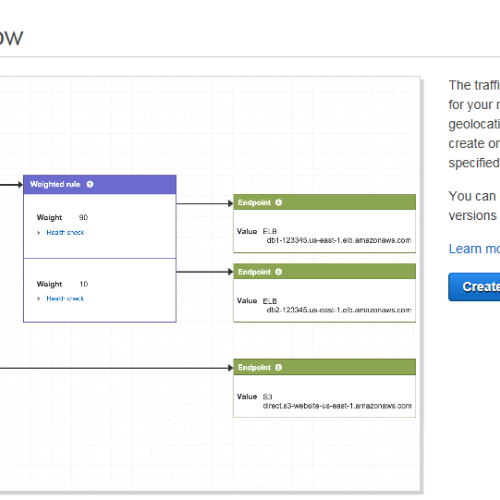 ow
The traffi
for your r
geolocati
create or
specified
You can
versions
Learn mo
Create
Weighted rule
Weight 90
Health check
Weight 10
Health check
Endpoint
Value ELB
db1-123345.us-east-1.elb.amazonaws.com
Endpoint
Value ELB
db2-123345.us-east-1.elb.amazonaws.com
Endpoint
Value S3
direct.s3-website-us-east-1.amazonaws.com